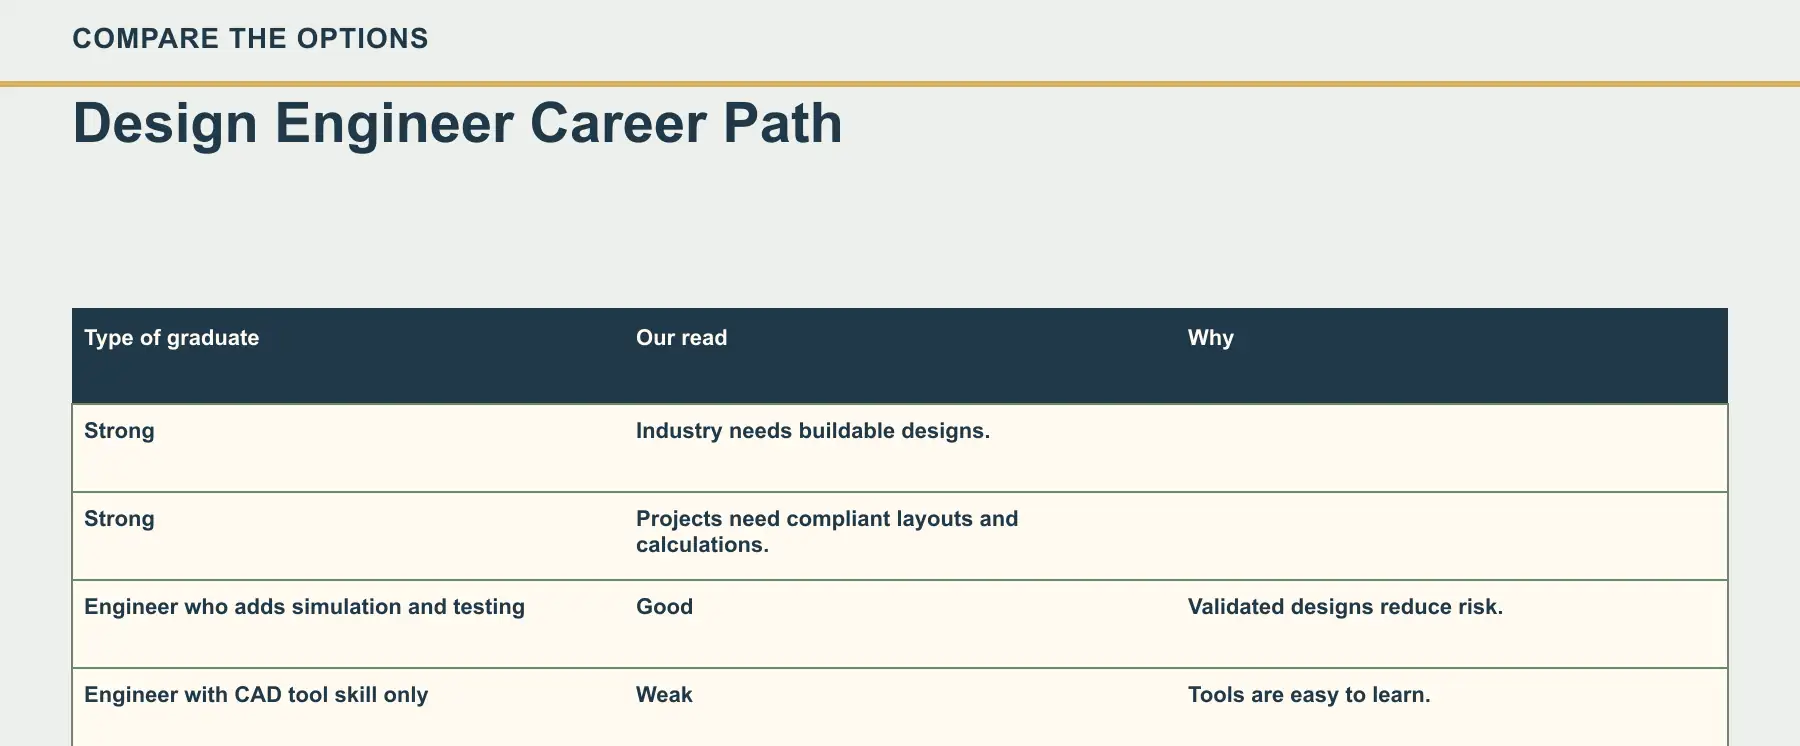 COMPARE THE OPTIONS
Design Engineer Career Path
Type of graduate Our read Why
Strong Industry needs buildable designs.
Strong Projects need compliant layouts and
calculations.
Engineer who adds simulation and testing Good Validated designs reduce risk.
Engineer with CAD tool skill only Weak Tools are easy to learn.